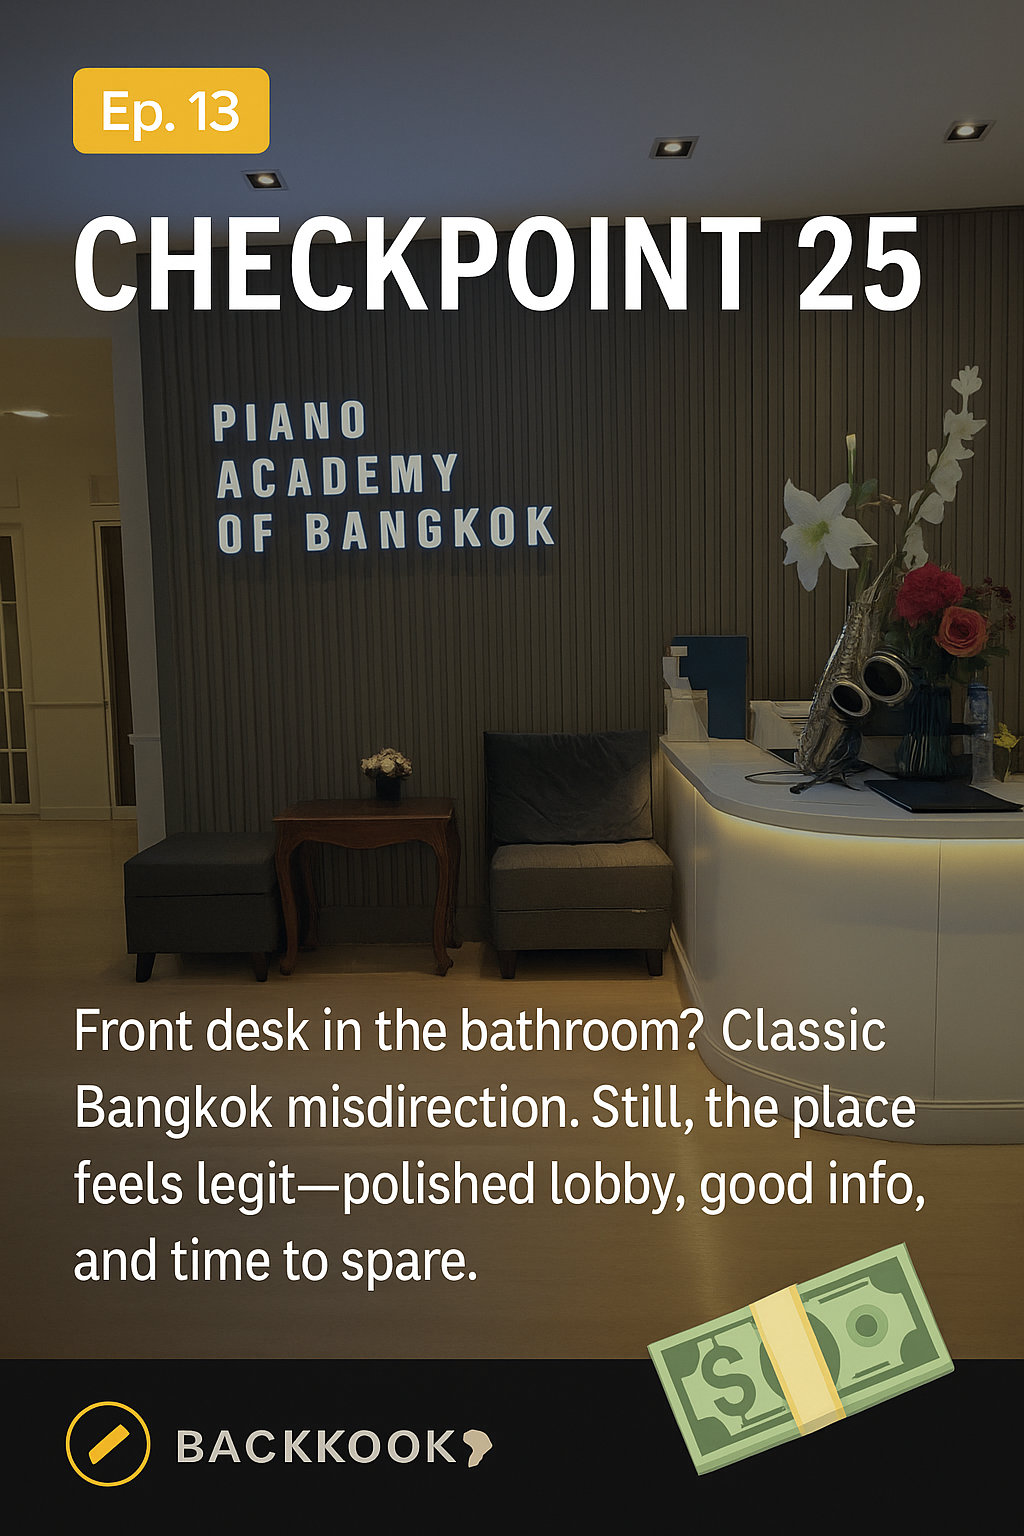 Ep. 13
CHECKPOINT 25
PIANO
ACADEMY
OF BANGKOK
Front desk in the bathroom? Classic
Bangkok misdirection. Still, the place
feels legit—polished lobby, good info,
and time to spare.
$
BACKKOOK